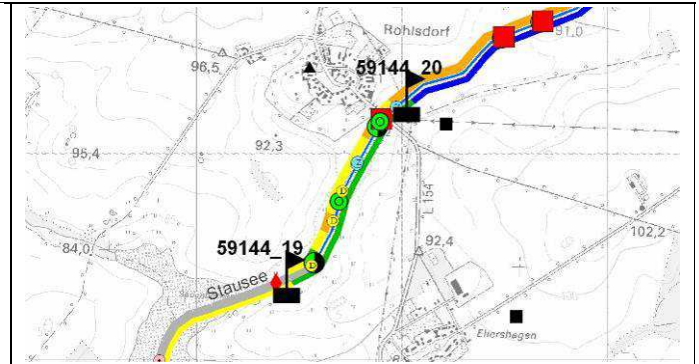 Rohlsdorf
91,0
59144_20
96,5
92,3
95,4
L 154
D
D
59144_19
92,4
102,2
84,0
D
Stausee
Ellershagen